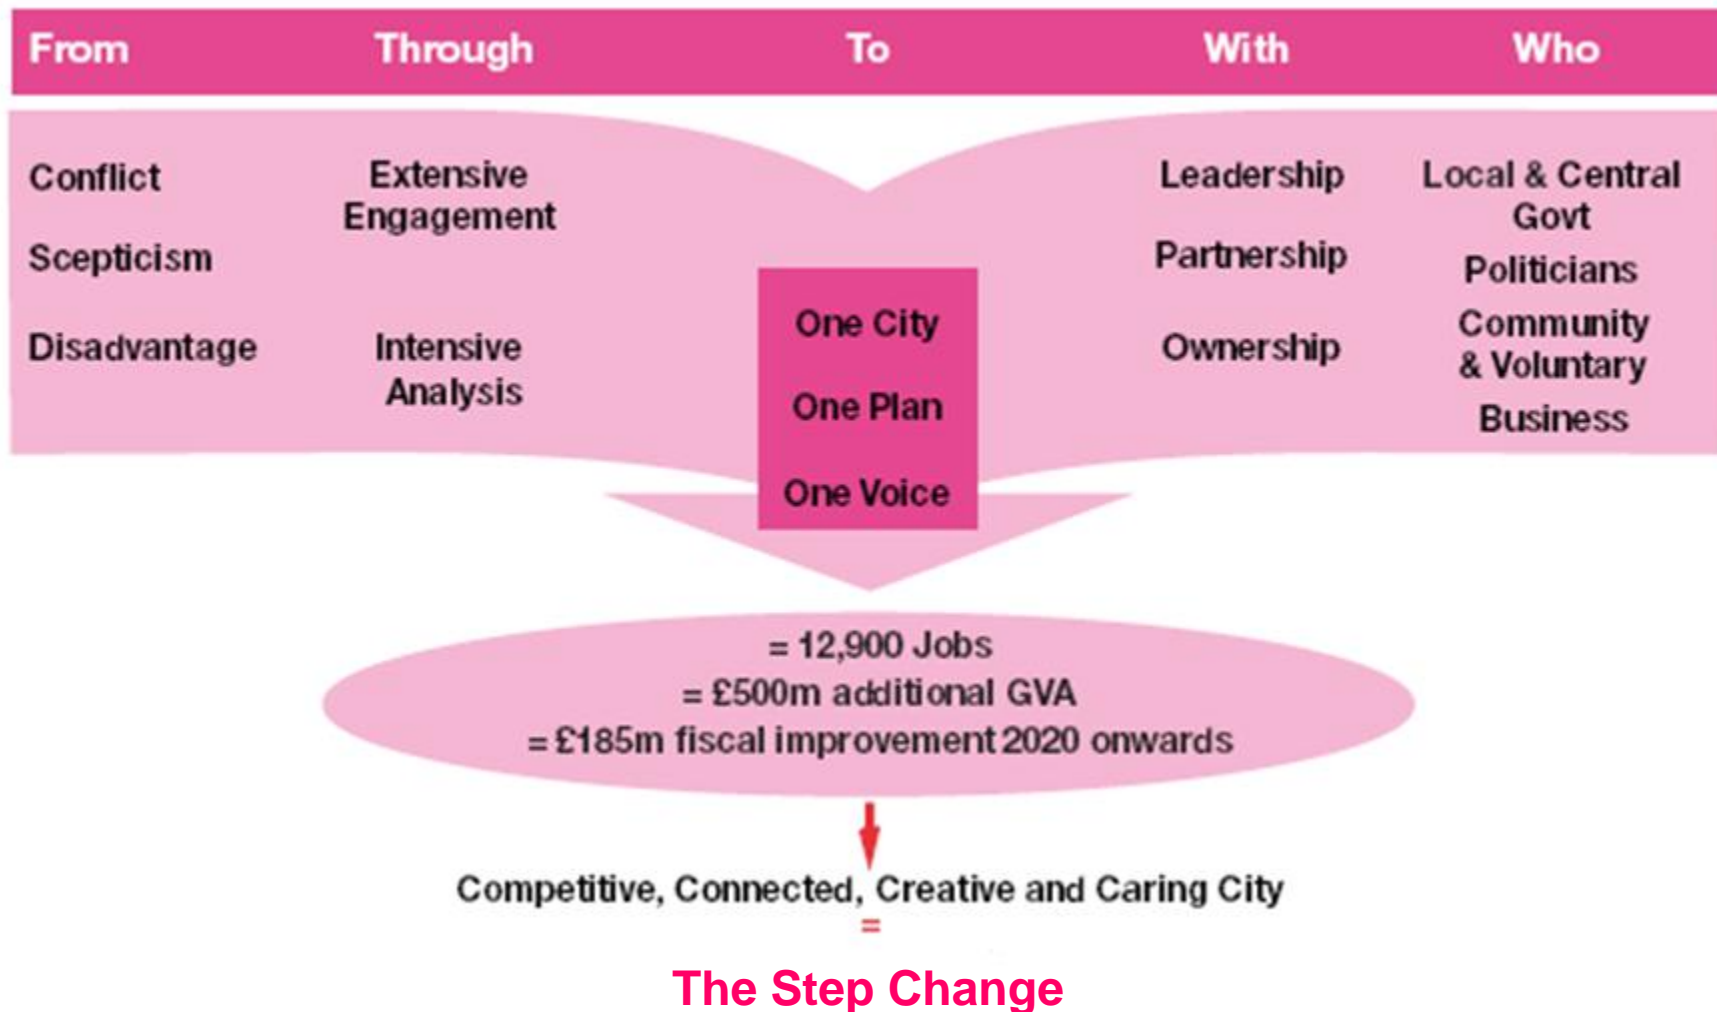 From Through To With Who
Conflict
Scepticism
Disadvantage
Extensive
Engagement
Intensive
Analysis
One City
One Plan
One Voice
Leadership
Partnership
Ownership
Local & Central
Govt
Politicians
Community
& Voluntary
Business
= 12,900 Jobs
= £500m additional GVA
= £185m fiscal improvement 2020 onwards
Competitive, Connected, Creative and Caring City
=
The Step Change